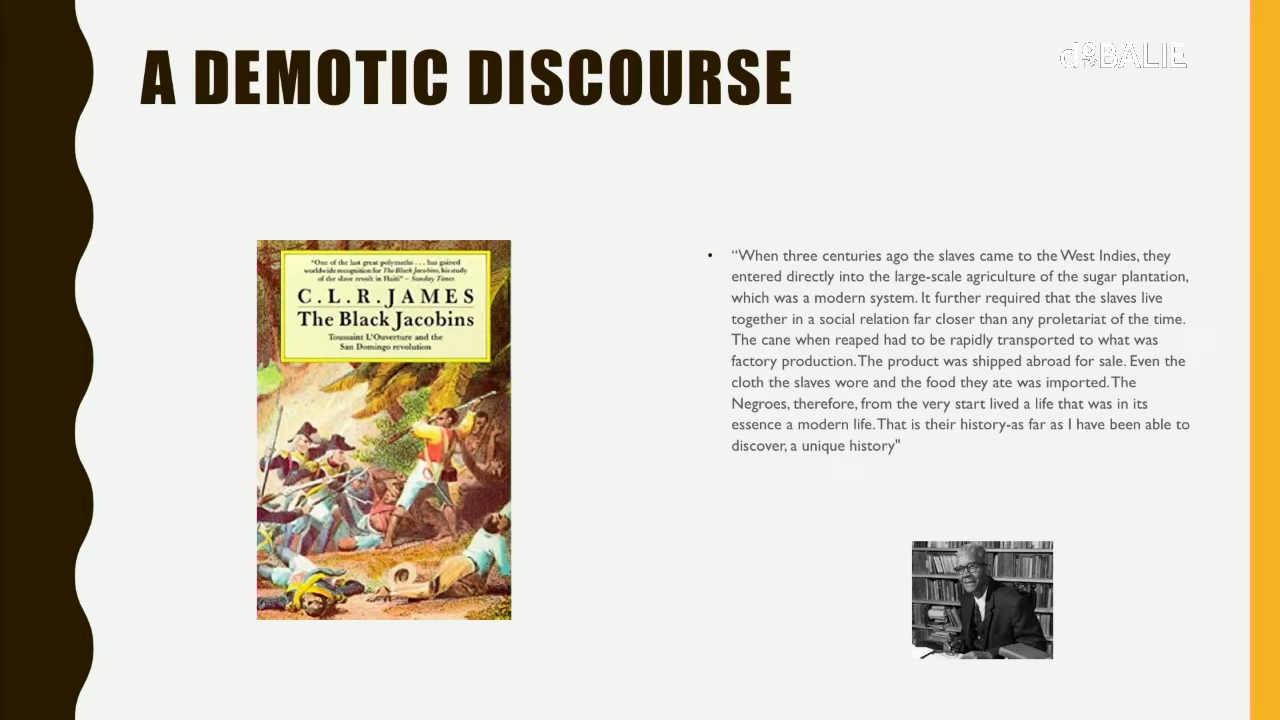 A DEMOTIC DISCOURSE
deBALIE
"One of the last great polymaths . . . has gained
worldwide recognition for The Black Jacobins, his study
of the slave revolt in Haiti" – Sunday Times
C.L.R.JAMES
The Black Jacobins
Toussaint L'Ouverture and the
San Domingo revolution
• “When three centuries ago the slaves came to the West Indies, they
entered directly into the large-scale agriculture of the sugar plantation,
which was a modern system. It further required that the slaves live
together in a social relation far closer than any proletariat of the time.
The cane when reaped had to be rapidly transported to what was
factory production. The product was shipped abroad for sale. Even the
cloth the slaves wore and the food they ate was imported. The
Negroes, therefore, from the very start lived a life that was in its
essence a modern life. That is their history-as far as I have been able to
discover, a unique history"